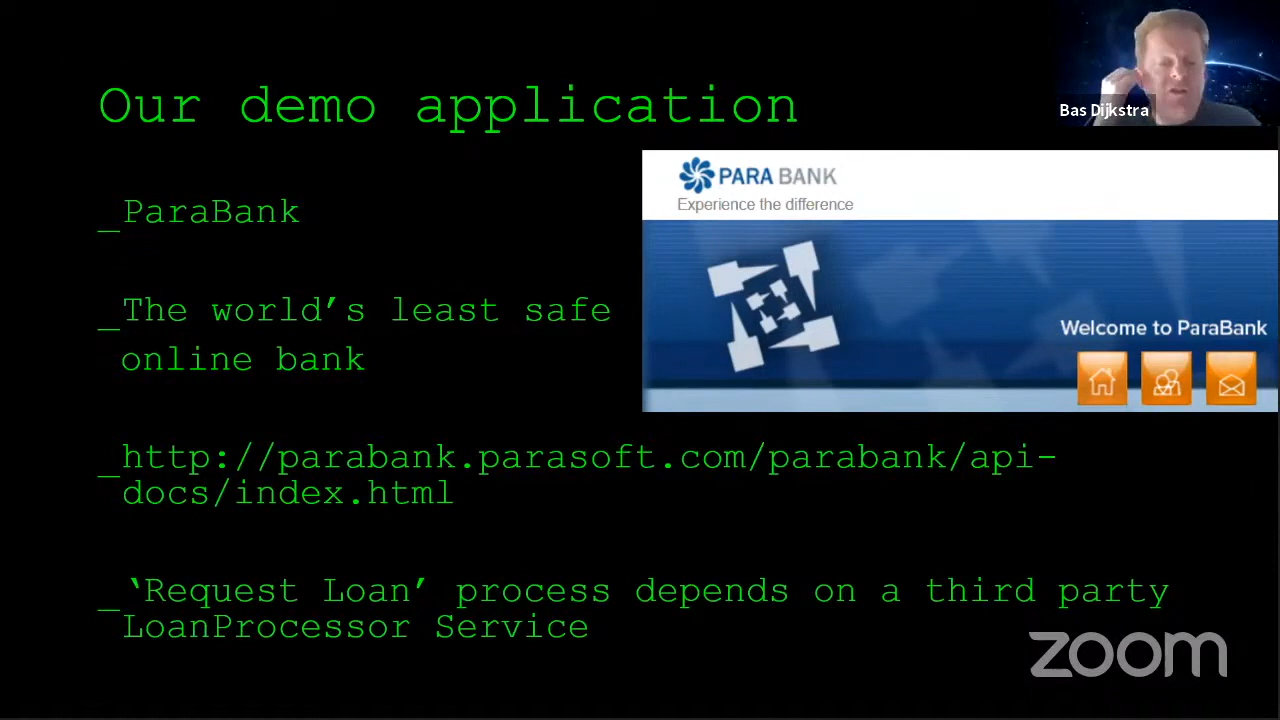 Our demo application
Bas Dijkstra
_ParaBank
PARA BANK
Experience the difference
_The world’s least safe
online bank
Welcome to ParaBank
_http://parabank.parasoft.com/parabank/api-
docs/index.html
_‘Request Loan’ process depends on a third party
LoanProcessor Service
zoom